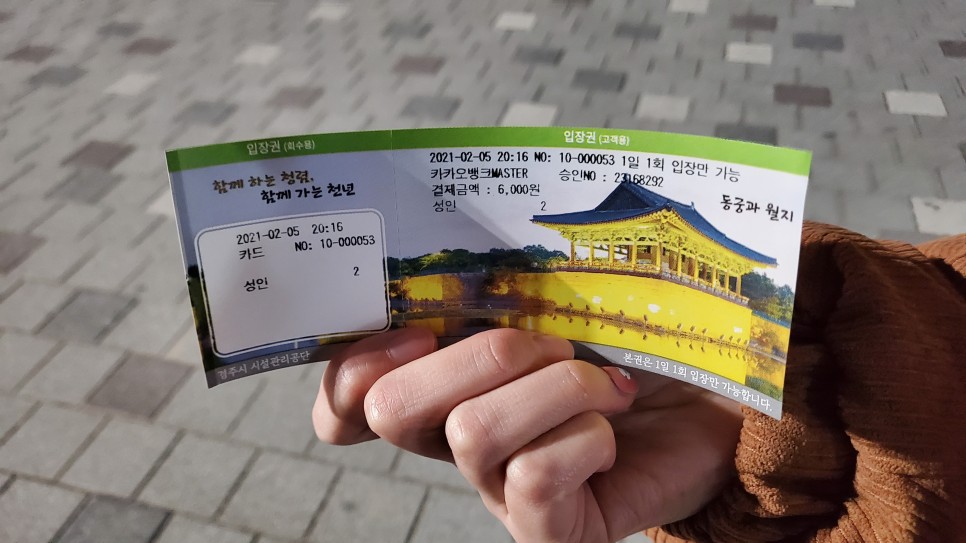 입장권 (회수용)
함께 하는 청렴,
함께 가는 천년
2021-02-05 20:16
카드 NO: 10-000053
성인 2
경주시 시설관리공단
입장권 (고객용)
2021-02-05 20:16 NO: 10-000053 1일 1회 입장만 가능
카카오뱅크MASTER 승인NO : 23168292
결제금액 : 6,000원
성인 2
동궁과 월지
본권은 1일 1회 입장만 가능합니다.